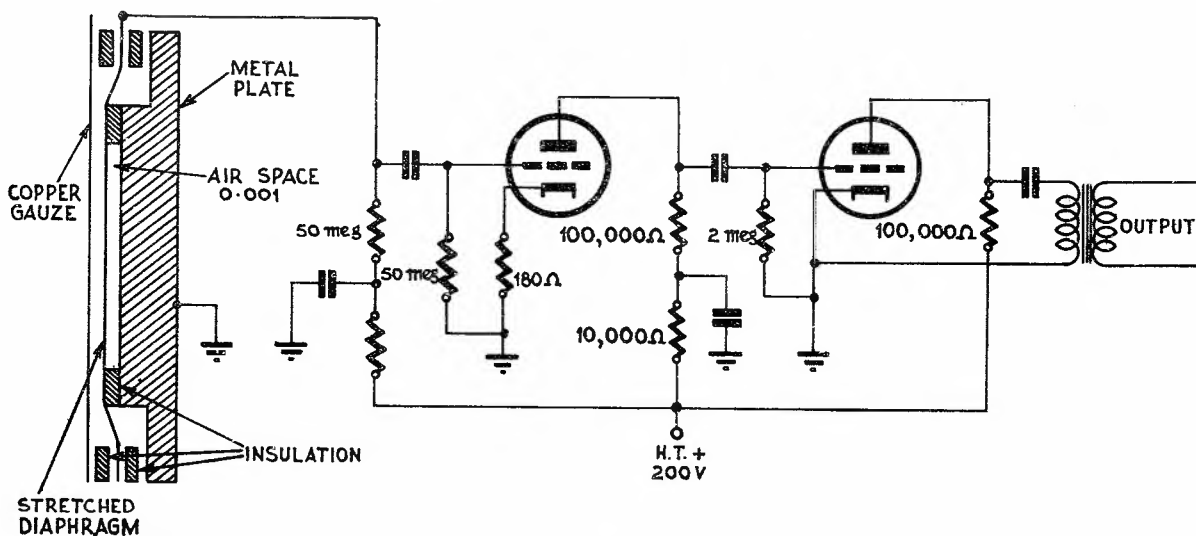 METAL
PLATE
AIR SPACE
0.001
COPPER
GAUZE
50 meg
50 meg
180Ω
100,000Ω
10,000Ω
2 meg
100,000Ω
OUTPUT
INSULATION
H.T. +
200V
STRETCHED
DIAPHRAGM